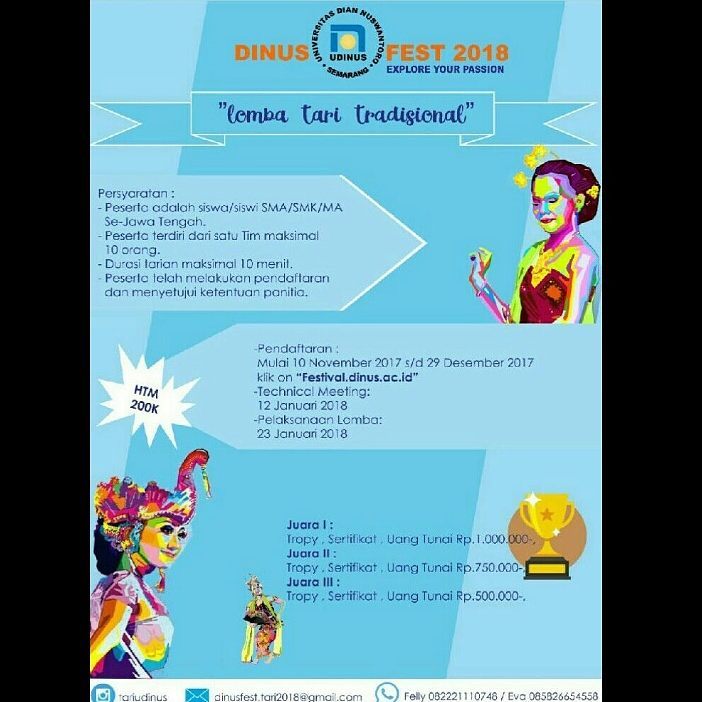 UNIVERSITAS DIAN NUSWANTORO
UDINUS
SEMARANG
DINUS FEST 2018
EXPLORE YOUR PASSION
"lomba tari tradisional"
Persyaratan :
- Peserta adalah siswa/siswi SMA/SMK/MA
Se-Jawa Tengah.
- Peserta terdiri dari satu Tim maksimal
10 orang.
- Durasi tarian maksimal 10 menit.
- Peserta telah melakukan pendaftaran
dan menyetujui ketentuan panitia.
HTM
200K
-Pendaftaran :
Mulai 10 November 2017 s/d 29 Desember 2017
klik on "Festival.dinus.ac.id"
-Technical Meeting:
12 Januari 2018
-Pelaksanaan Lomba:
23 Januari 2018
Juara I :
Tropy , Sertifikat , Uang Tunai Rp.1.000.000-,
Juara II :
Tropy , Sertifikat , Uang Tunai Rp.750.000-,
Juara III :
Tropy , Sertifikat , Uang Tunai Rp.500.000-,
tariudinus
dinusfest.tari2018@gmail.com
Felly 082221110748 / Eva 085826654558